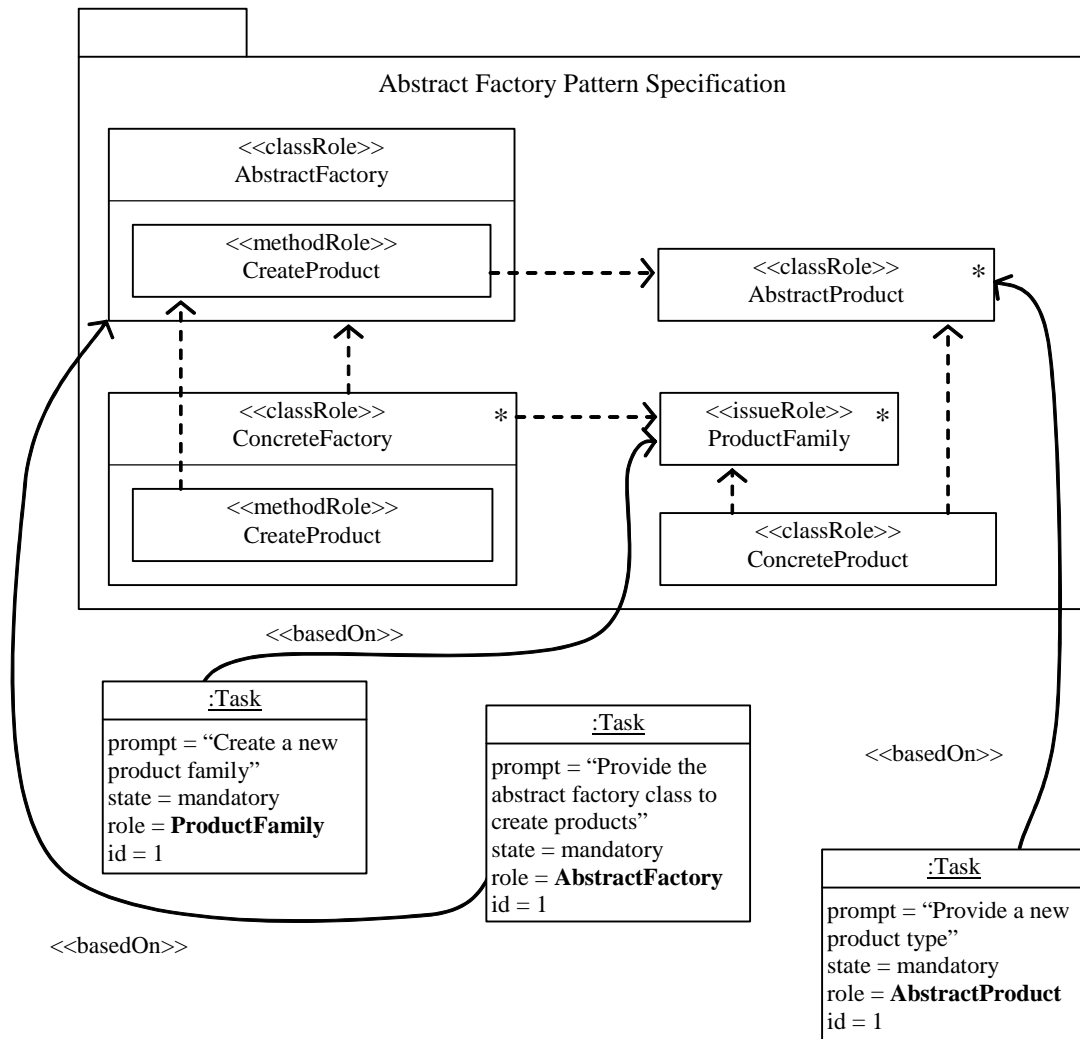 Abstract Factory Pattern Specification
<<classRole>>
AbstractFactory
<<methodRole>>
CreateProduct
<<classRole>>
*
AbstractProduct
<<classRole>>
*
ConcreteFactory
<<issueRole>>
*
ProductFamily
<<methodRole>>
CreateProduct
<<classRole>>
ConcreteProduct
<<basedOn>>
:Task
prompt = “Create a new
product family”
state = mandatory
role = ProductFamily
id = 1
:Task
prompt = “Provide the
abstract factory class to
create products”
state = mandatory
role = AbstractFactory
id = 1
<<basedOn>>
<<basedOn>>
:Task
prompt = “Provide a new
product type”
state = mandatory
role = AbstractProduct
id = 1